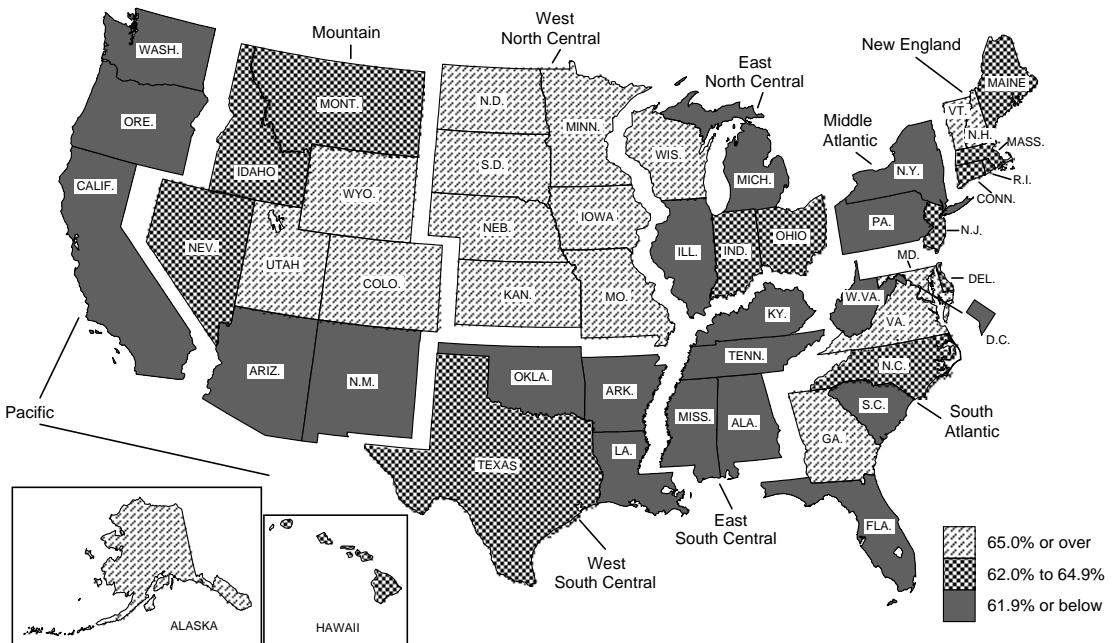 West
North Central
Mountain
New England
East
North Central
WASH.
MAINE
MONT.
N.D.
VT.
MINN.
ORE.
N.H.
Middle
Atlantic
MASS.
WIS.
S.D.
IDAHO
N.Y.
MICH.
R.I.
CALIF.
WYO.
CONN.
NEB.
IOWA
PA.
N.J.
OHIO
NEV.
ILL.
IND.
MD.
UTAH
DEL.
COLO.
KAN.
MO.
W.VA.
KY.
VA.
D.C.
TENN.
N.C.
ARIZ.
OKLA.
N.M.
ARK.
S.C.
Pacific
MISS.
ALA.
South
Atlantic
GA.
LA.
TEXAS
FLA.
East
South Central
65.0% or over
West
South Central
62.0% to 64.9%
61.9% or below
ALASKA
HAWAII